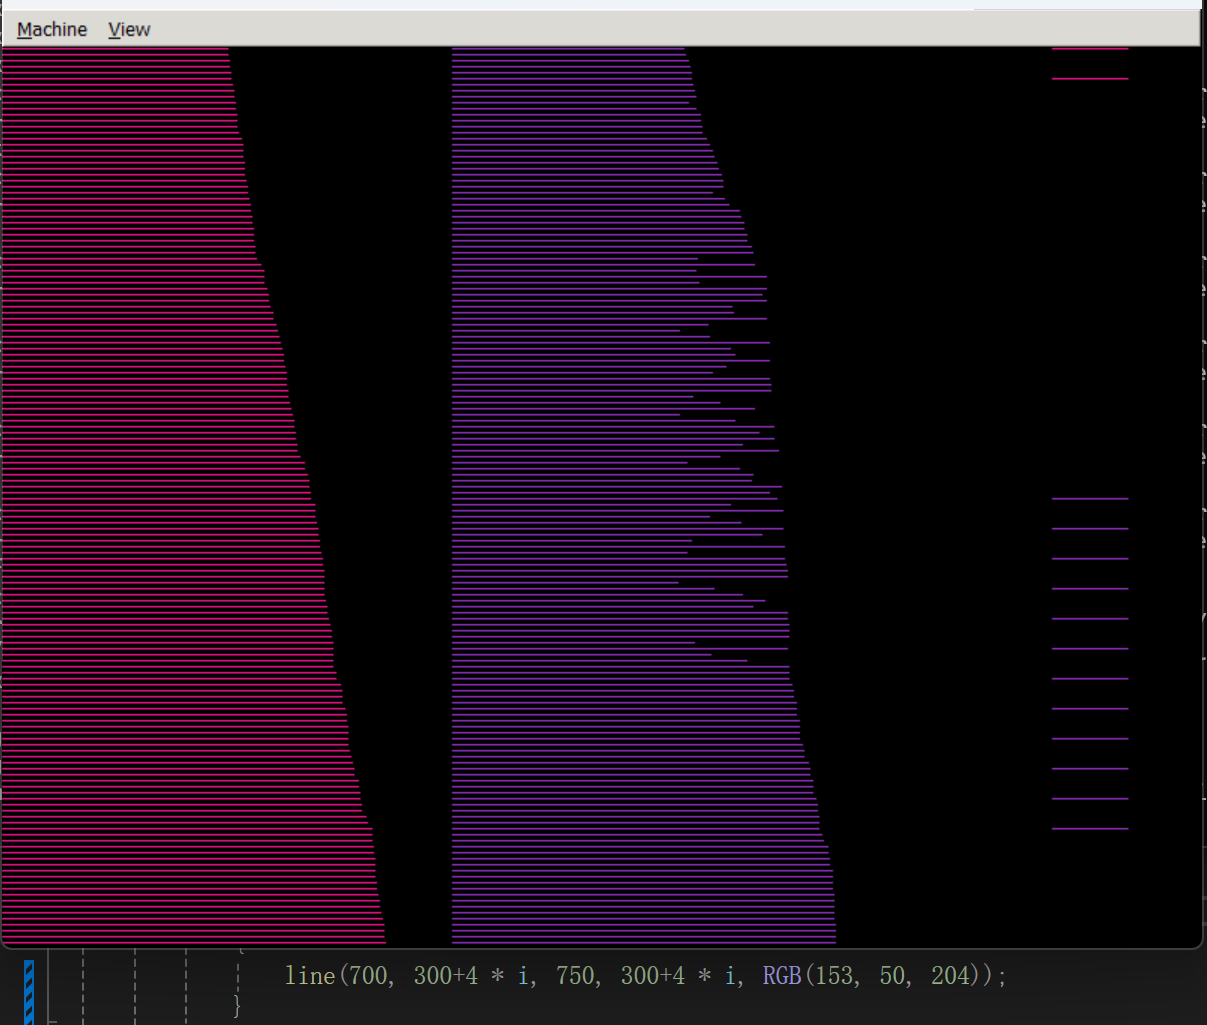 Machine View
line(700, 300+4 * i, 750, 300+4 * i, RGB(153, 50, 204));
}